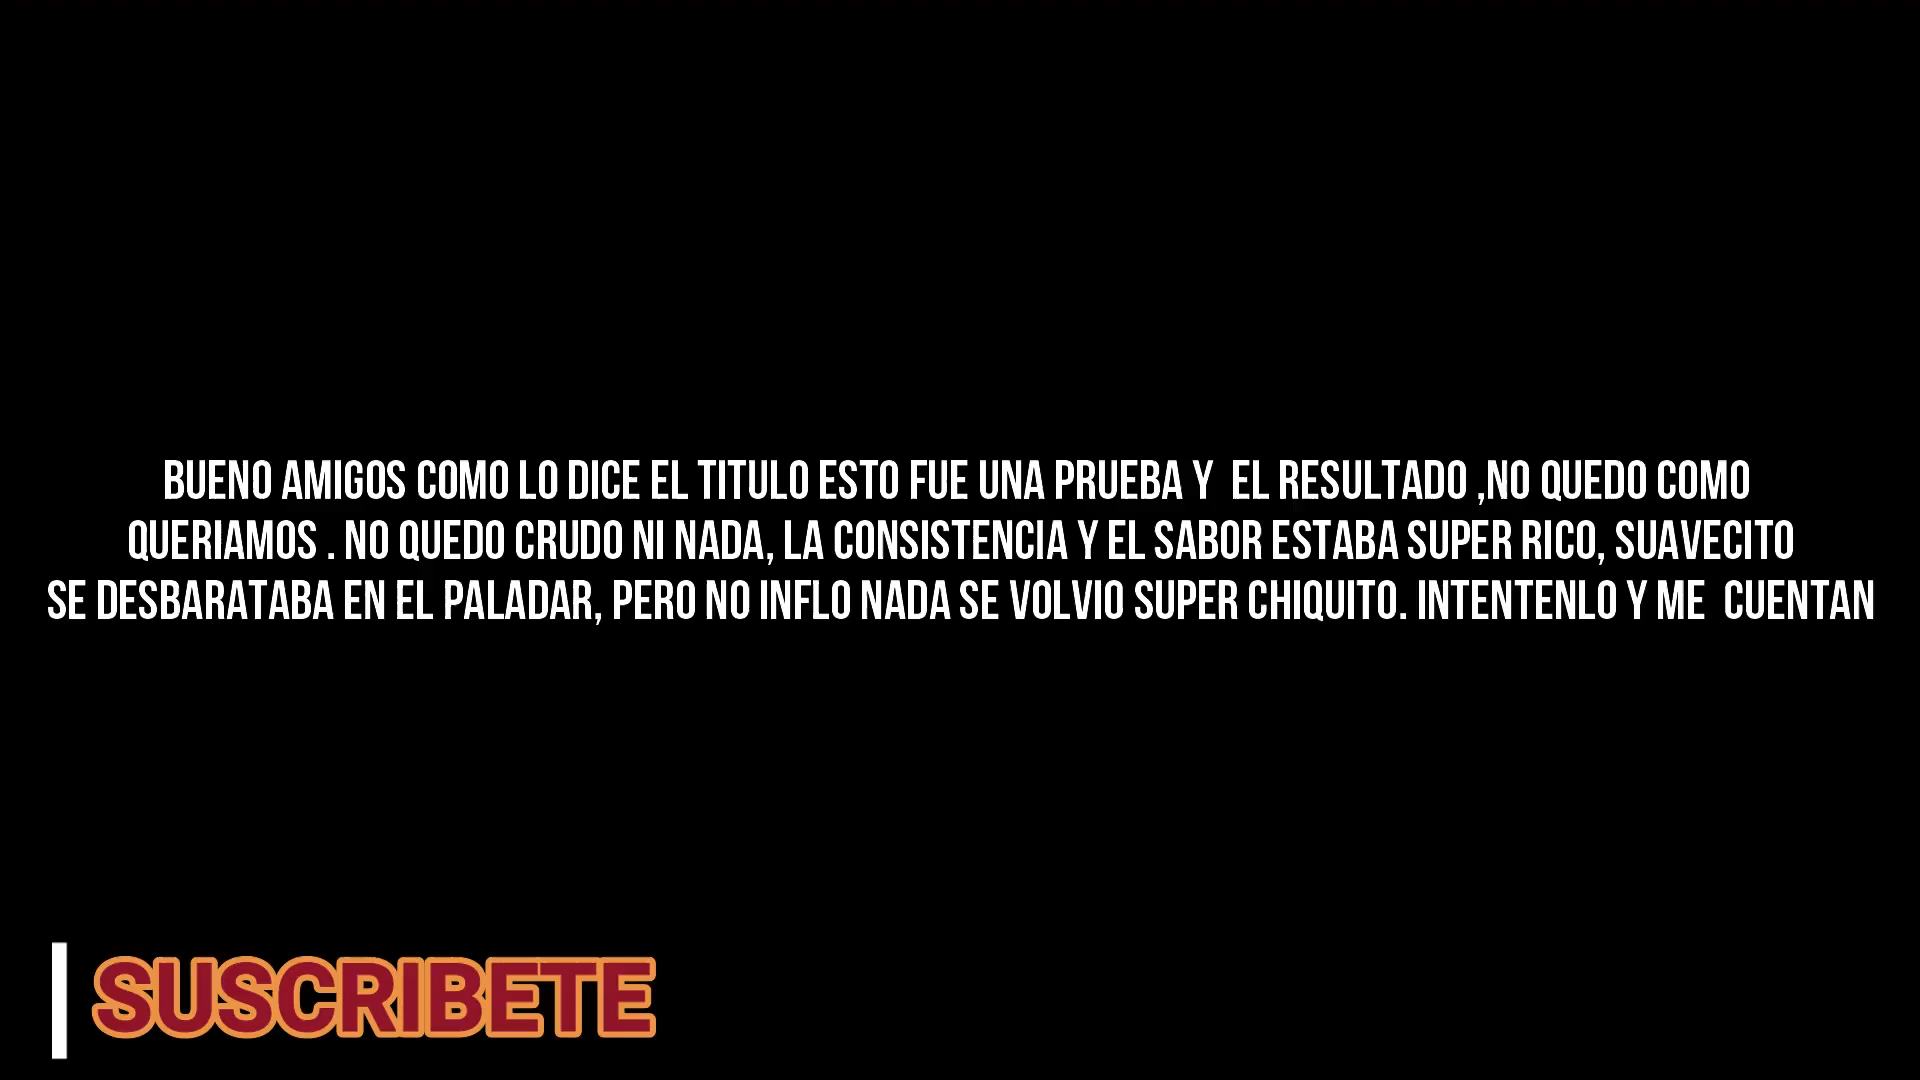 BUENO AMIGOS COMO LO DICE EL TITULO ESTO FUE UNA PRUEBA Y  EL RESULTADO ,NO QUEDO COMO
QUERIAMOS . NO QUEDO CRUDO NI NADA, LA CONSISTENCIA Y EL SABOR ESTABA SUPER RICO, SUAVECITO
SE DESBARATABA EN EL PALADAR, PERO NO INFLO NADA SE VOLVIO SUPER CHIQUITO. INTENTENLO Y ME  CUENTAN
SUSCRIBETE